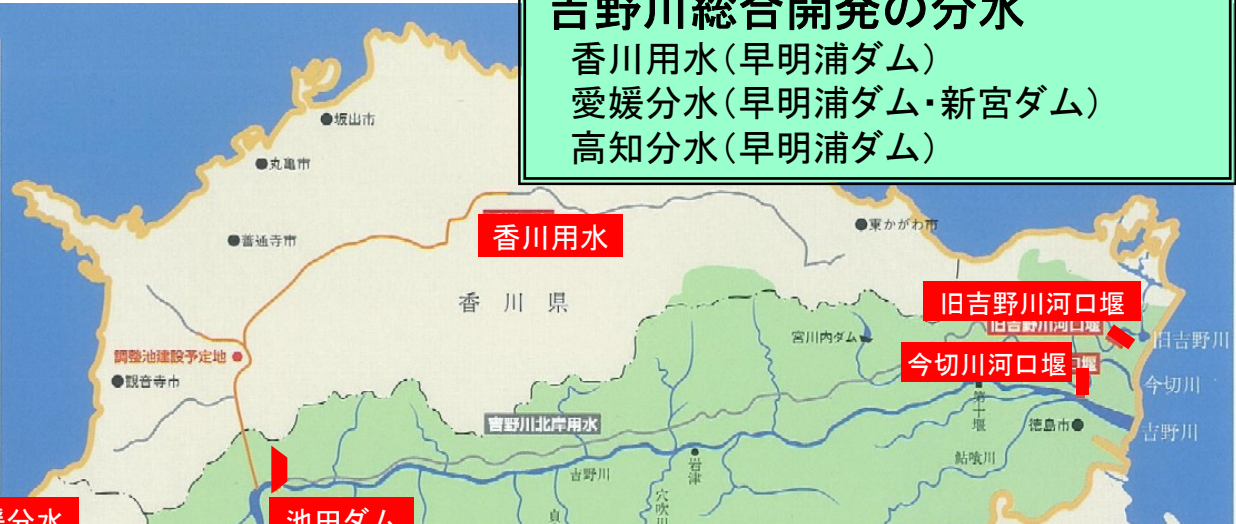 吉野川総合開発の分水
香川用水(早明浦ダム)
愛媛分水(早明浦ダム・新宮ダム)
高知分水(早明浦ダム)
坂出市
丸亀市
善通寺市
東かがわ市
香川用水
香川県
旧吉野川河口堰
旧吉野川河口堰
宮川内ダム
旧吉野川
調整池建設予定地
今切川河口堰
口堰
観音寺市
今切川
第十堰
吉野川北岸用水
徳島市
吉野川
鮎喰川
岩津
吉野川
穴吹川
貞
媛分水
池田ダム